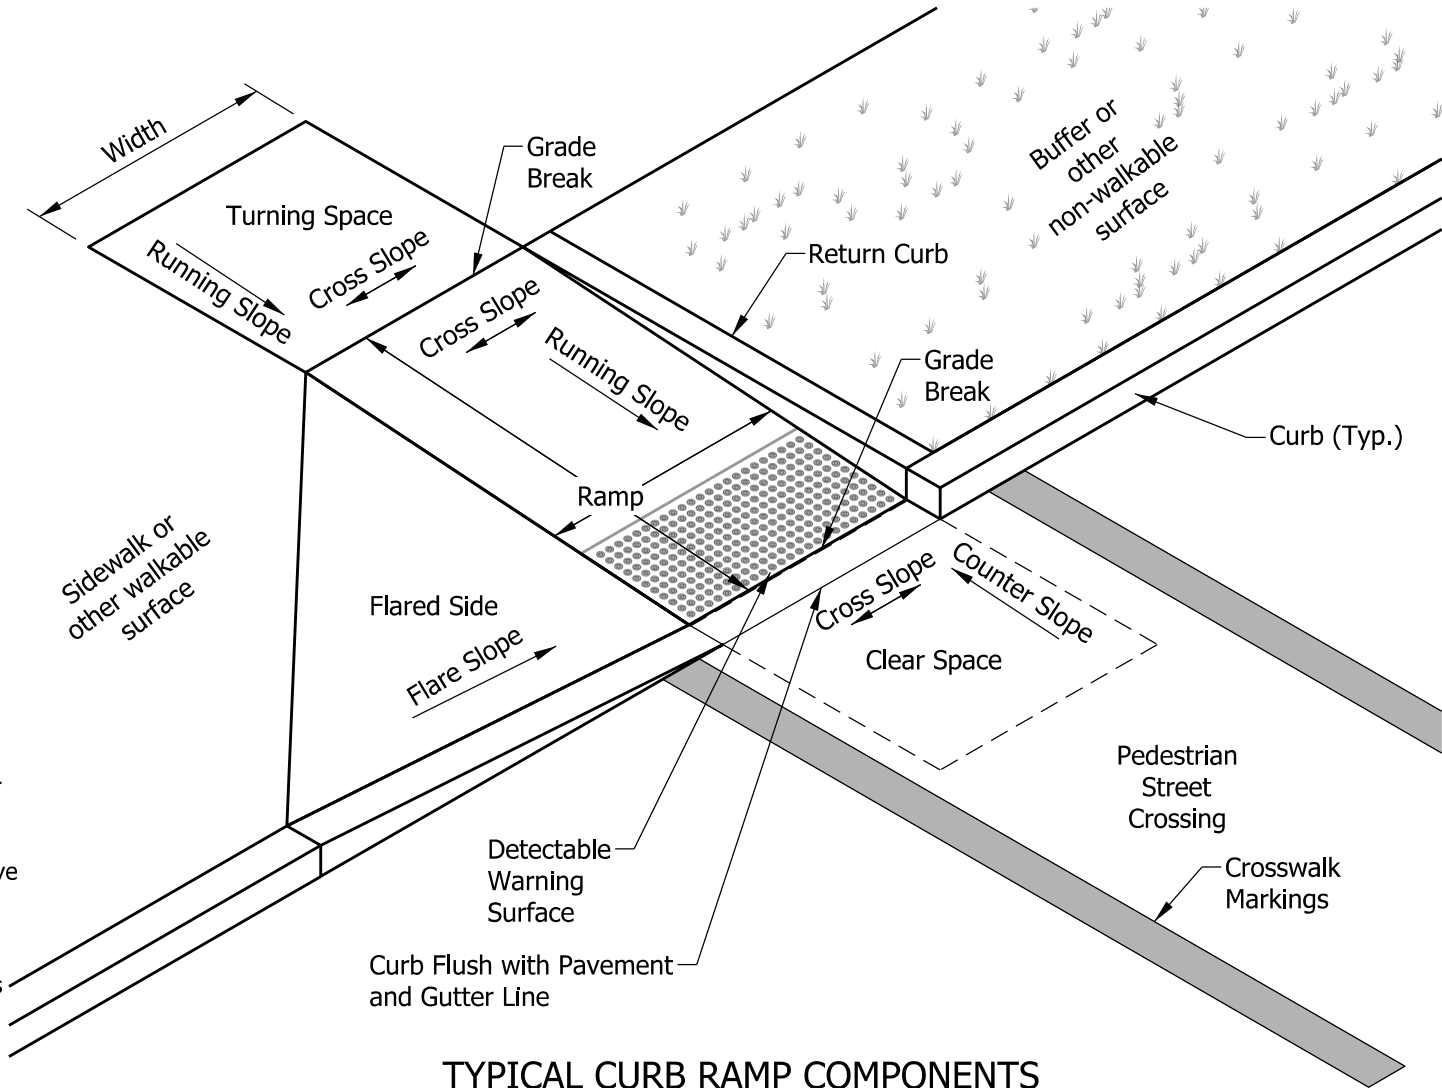 Width
Grade
Break
Turning Space
Running Slope
Cross Slope
Buffer or
other
non-walkable
surface
Return Curb
Cross Slope
Running Slope
Grade
Break
Curb (Typ.)
Ramp
Sidewalk or
other walkable
surface
Flared Side
Flare Slope
Cross Slope
Counter Slope
Clear Space
Pedestrian
Street
Crossing
Detectable
Warning
Surface
Crosswalk
Markings
Curb Flush with Pavement
and Gutter Line
TYPICAL CURB RAMP COMPONENTS